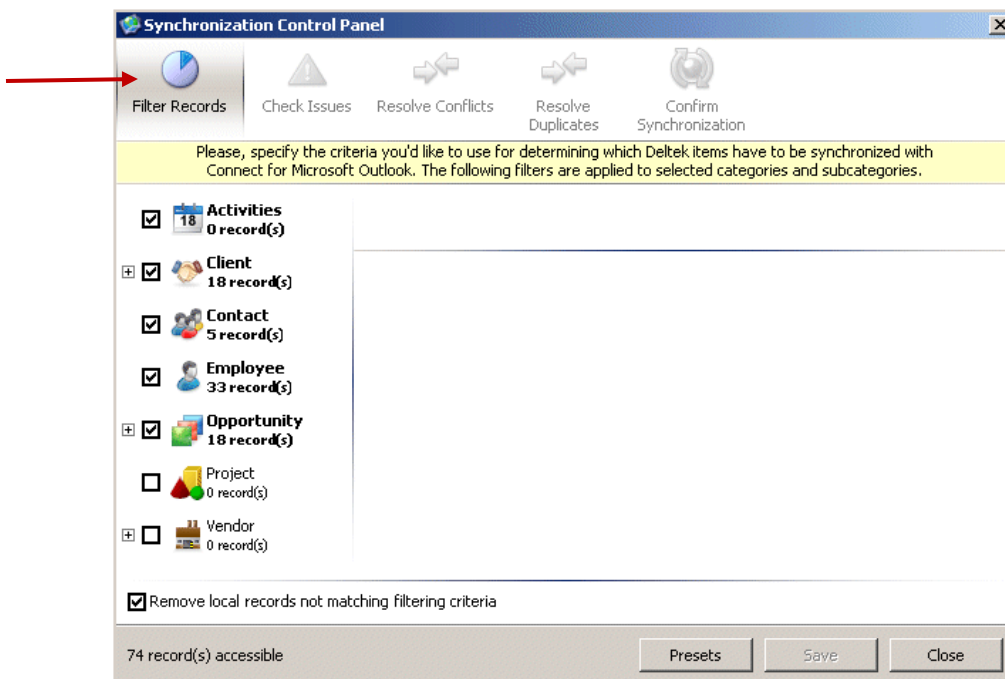 Synchronization Control Panel
Filter Records
Check Issues
Resolve Conflicts
Resolve
Duplicates
Confirm
Synchronization
Please, specify the criteria you'd like to use for determining which Deltek items have to be synchronized with
Connect for Microsoft Outlook. The following filters are applied to selected categories and subcategories.
18
Activities
0 record(s)
Client
18 record(s)
Contact
5 record(s)
Employee
33 record(s)
Opportunity
18 record(s)
Project
0 record(s)
Vendor
0 record(s)
Remove local records not matching filtering criteria
74 record(s) accessible
Presets
Save
Close